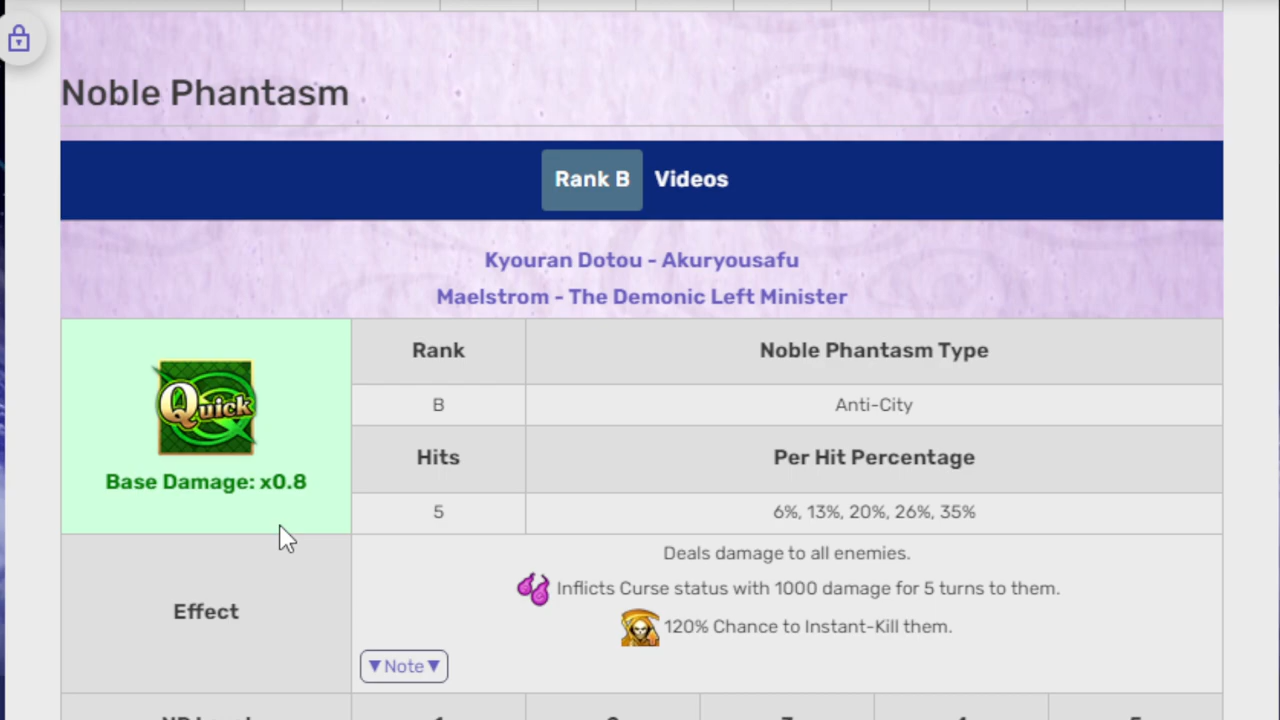 Noble Phantasm
Rank B Videos
Kyouran Dotou - Akuryousafu
Maelstrom - The Demonic Left Minister
Quick
Base Damage: x0.8
Rank Noble Phantasm Type
B Anti-City
Hits Per Hit Percentage
5 6%, 13%, 20%, 26%, 35%
Effect
Deals damage to all enemies.
Inflicts Curse status with 1000 damage for 5 turns to them.
120% Chance to Instant-Kill them.
▼Note▼